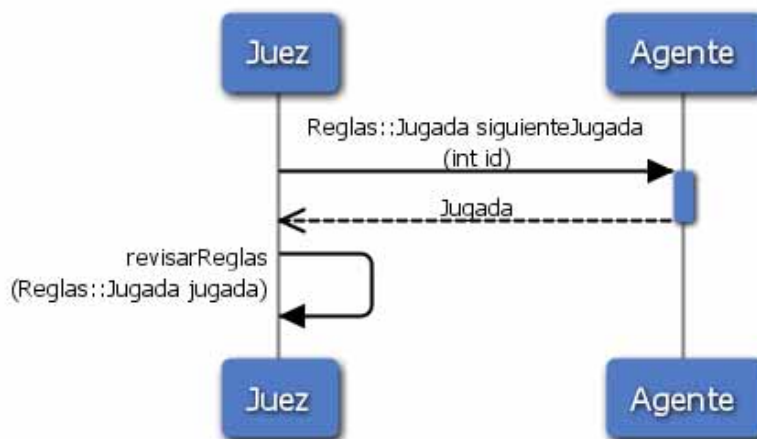 Juez
Agente
Reglas::Jugada siguienteJugada
(int id)
Jugada
revisarReglas
(Reglas::Jugada jugada)
Juez
Agente